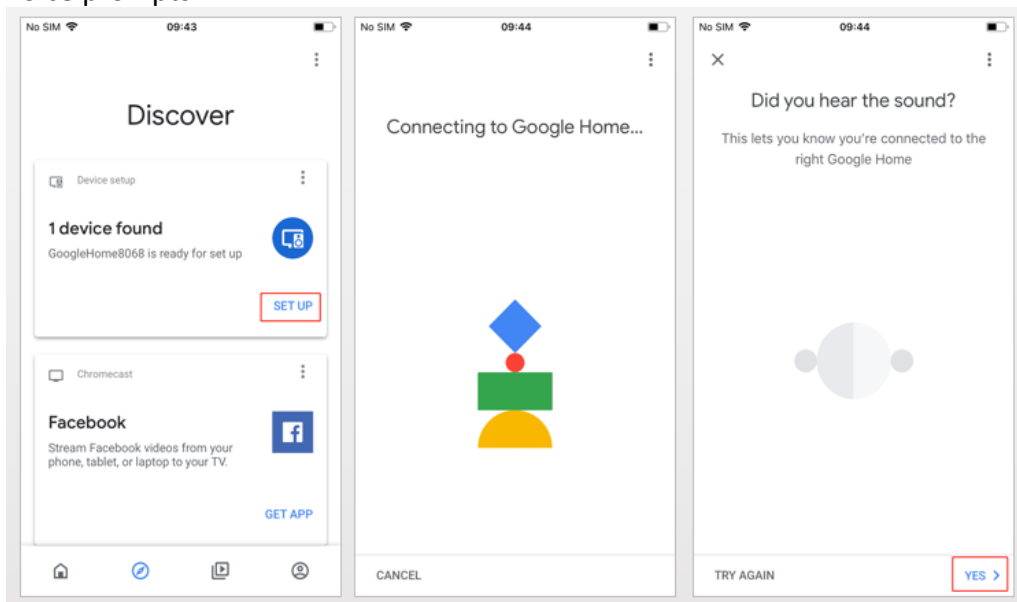 No SIM 09:43
Discover
Device setup
1 device found
GoogleHome8068 is ready for set up
SET UP
Chromecast
Facebook
Stream Facebook videos from your
phone, tablet, or laptop to your TV.
GET APP
No SIM 09:44
Connecting to Google Home...
CANCEL
No SIM 09:44
Did you hear the sound?
This lets you know you're connected to the
right Google Home
TRY AGAIN
YES